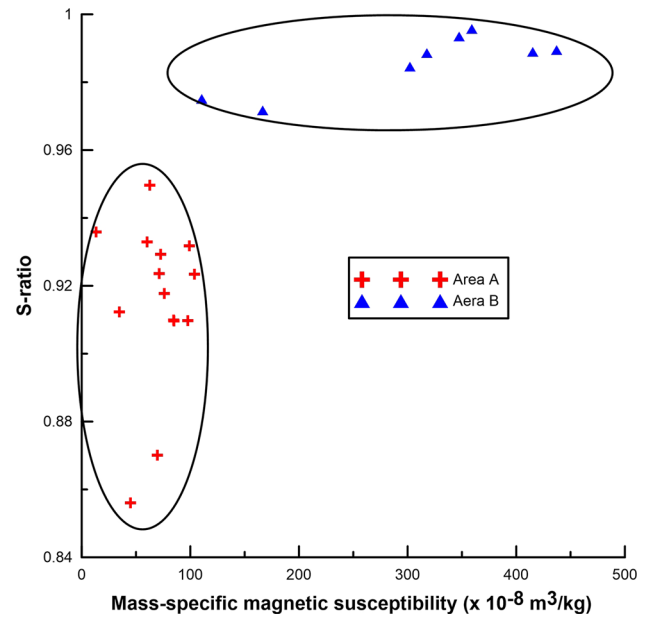 1
0.96
0.92
0.88
0.84
S-ratio
Area A
Aera B
0 100 200 300 400 500
Mass-specific magnetic susceptibility (x 10⁻⁸ m³/kg)